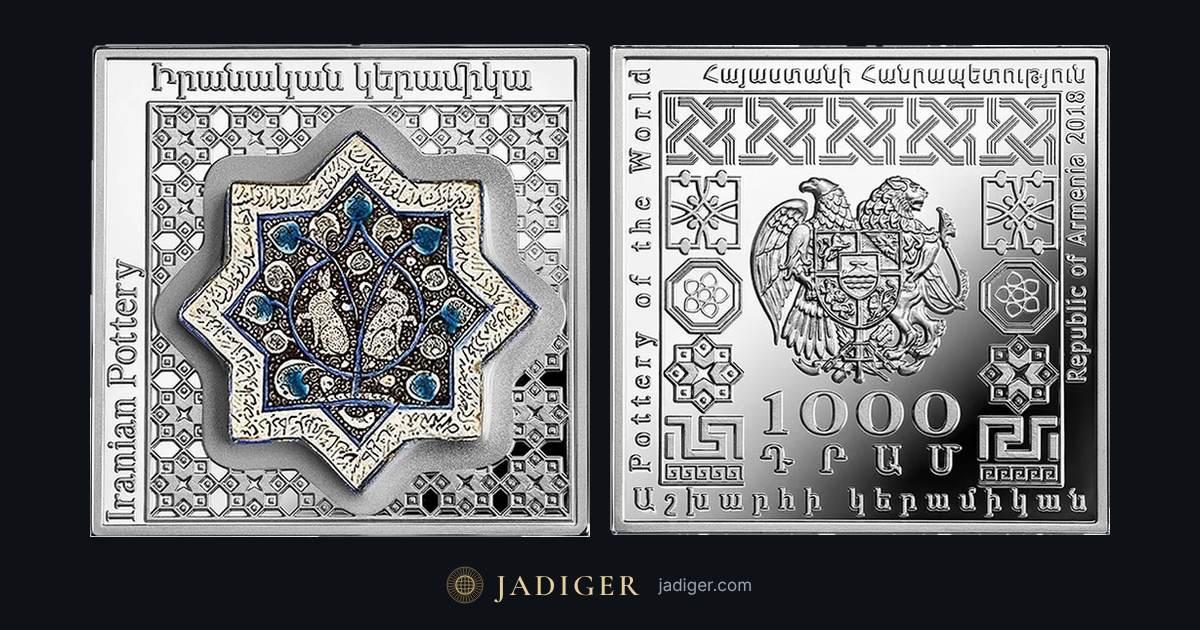 Իրանական կերամիկա
Iranian Pottery
Pottery of the World
Հայաստանի Հանրապետություն
Republic of Armenia 2018
1000
ԴՐԱՄ
Աշխարհի կերամիկան
JADIGER
jadiger.com